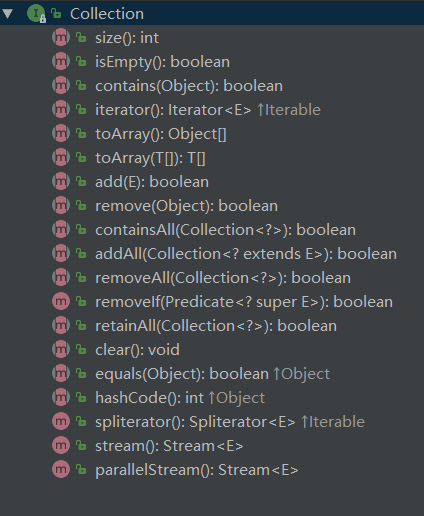 Collection
size(): int
isEmpty(): boolean
contains(Object): boolean
iterator(): Iterator<E> ↑Iterable
toArray(): Object[]
toArray(T[]): T[]
add(E): boolean
remove(Object): boolean
containsAll(Collection<?>): boolean
addAll(Collection<? extends E>): boolean
removeAll(Collection<?>): boolean
removeIf(Predicate<? super E>): boolean
retainAll(Collection<?>): boolean
clear(): void
equals(Object): boolean ↑Object
hashCode(): int ↑Object
spliterator(): Spliterator<E> ↑Iterable
stream(): Stream<E>
parallelStream(): Stream<E>